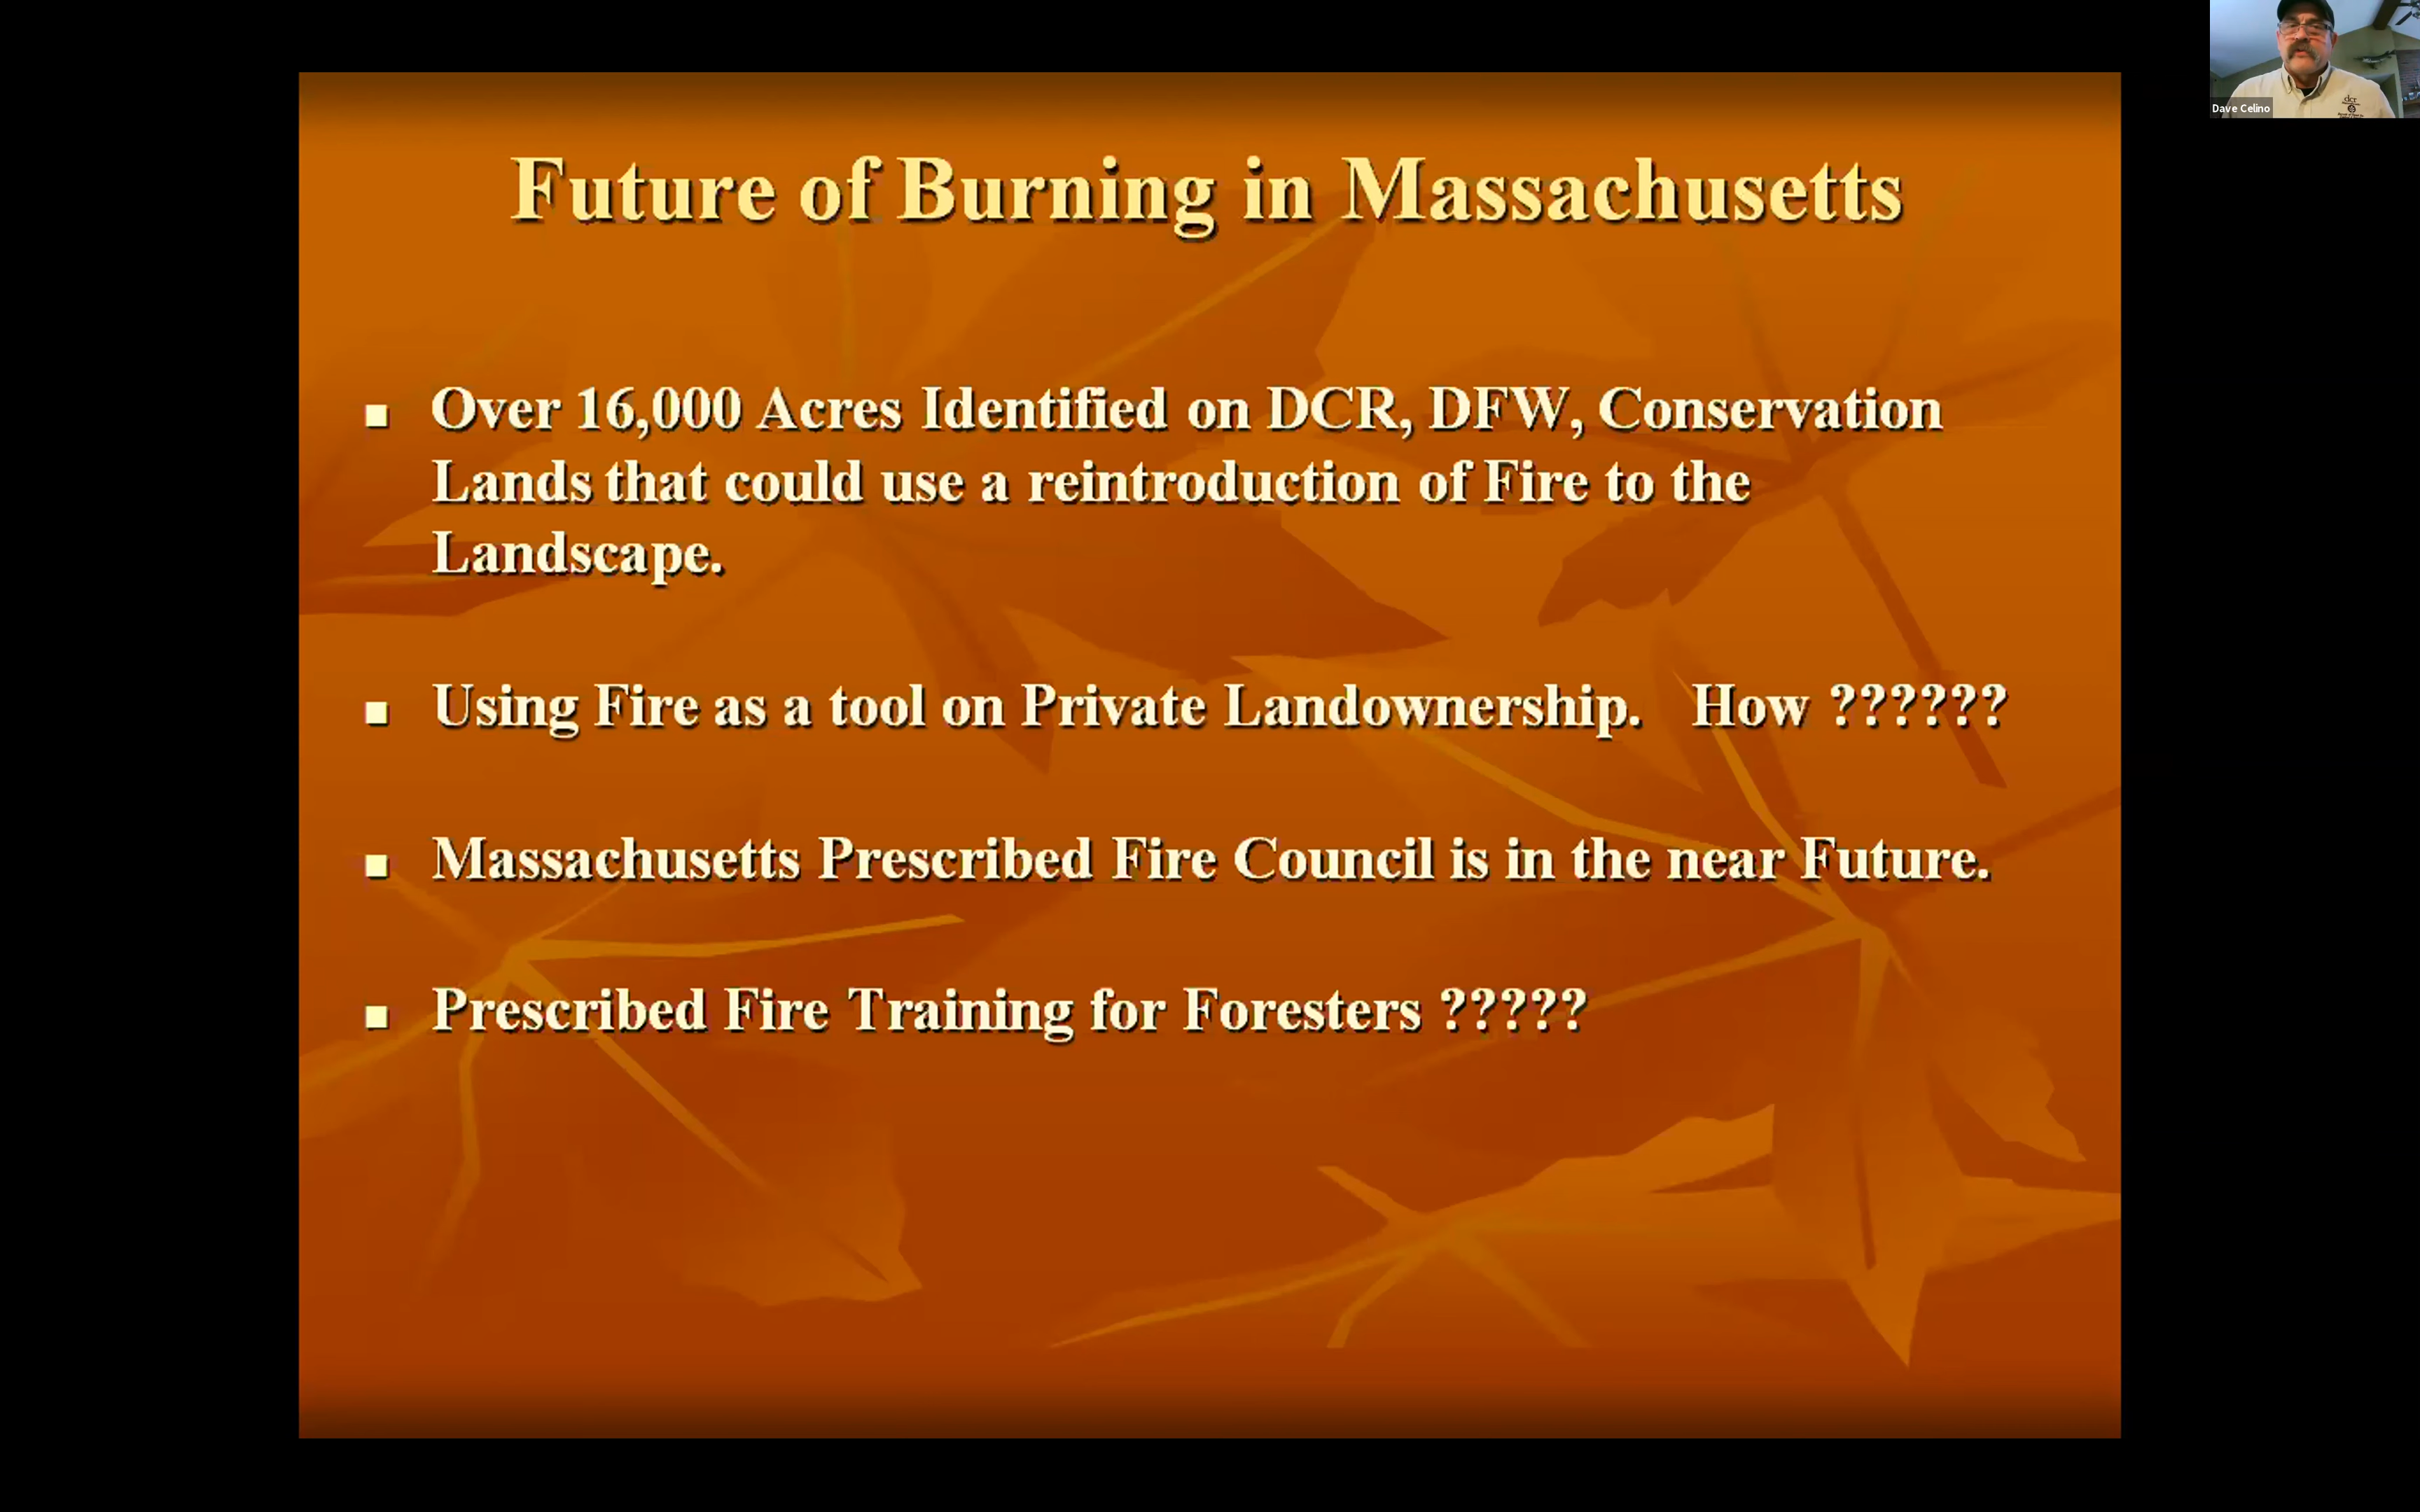 Dave Celino
dcr
Future of Burning in Massachusetts
Over 16,000 Acres Identified on DCR, DFW, Conservation
Lands that could use a reintroduction of Fire to the
Landscape.
Using Fire as a tool on Private Landownership. How ??????
Massachusetts Prescribed Fire Council is in the near Future.
Prescribed Fire Training for Foresters ?????